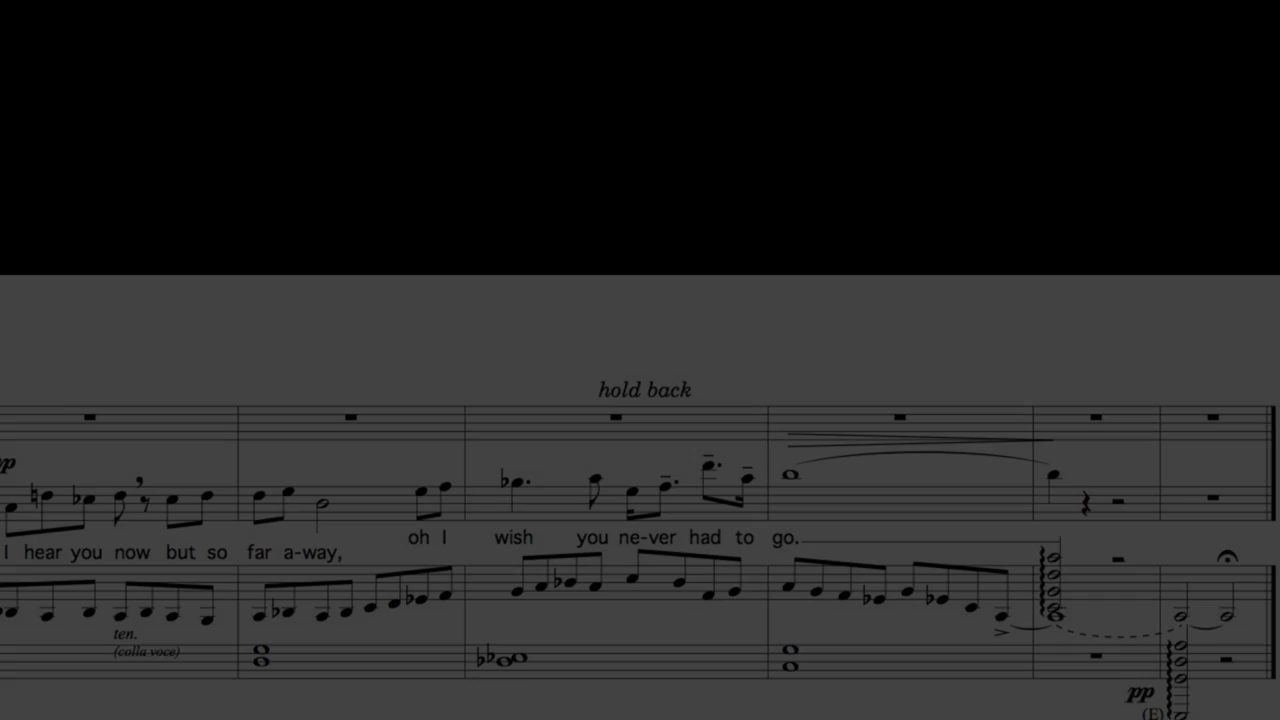 hold back
I hear you now but so far a-way, oh I wish you ne-ver had to go.
ten.
(colla voce)
pp
(E)